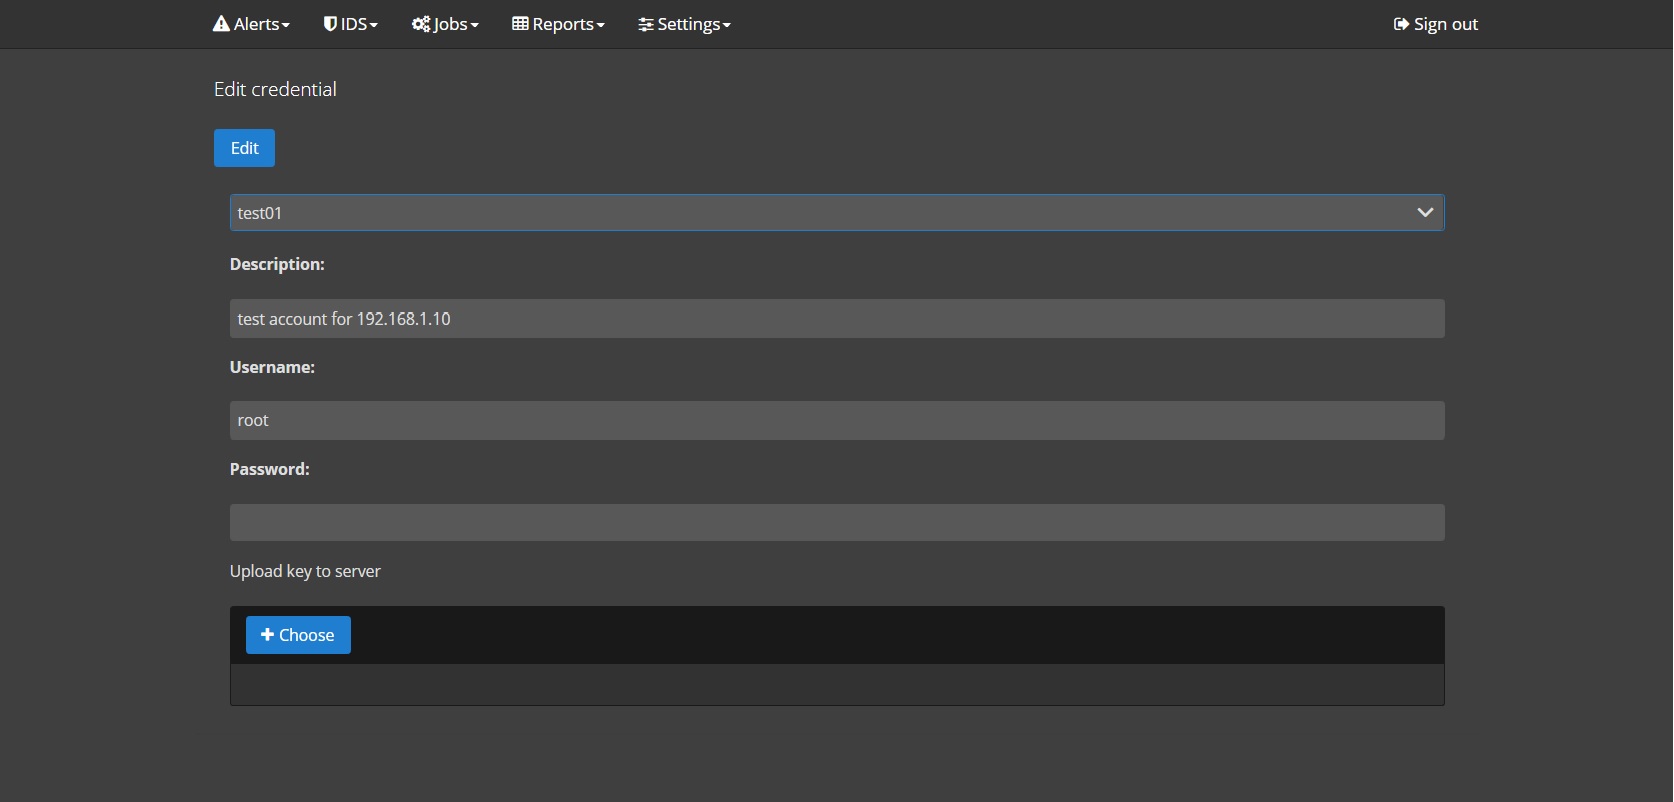 Alerts IDS Jobs Reports Settings Sign out
Edit credential
Edit
test01
Description:
test account for 192.168.1.10
Username:
root
Password:
Upload key to server
Choose